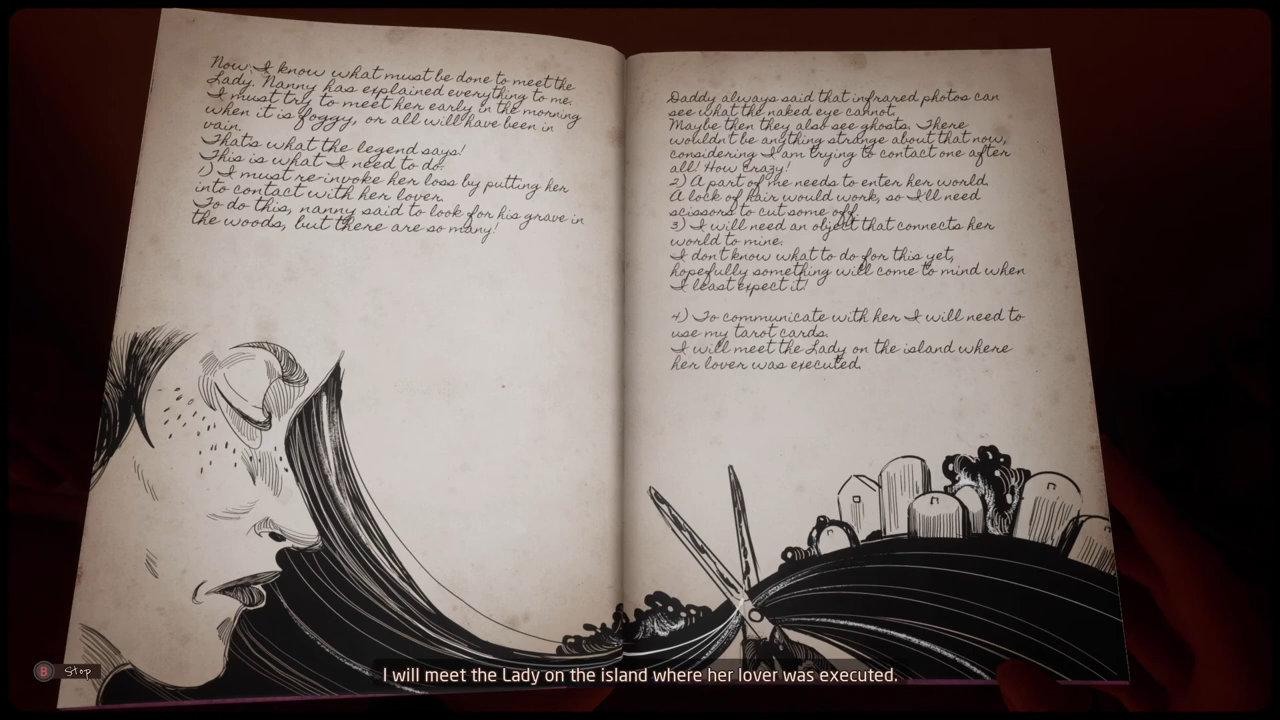 Now I know what must be done to meet the
Lady. Nanny has explained everything to me.
I must try to meet her early in the morning
when it is foggy, or all will have been in
vain.
That's what the legend says!
This is what I need to do:
1) I must re-invoke her loss by putting her
into contact with her lover.
To do this, nanny said to look for his grave in
the woods, but there are so many!
Daddy always said that infrared photos can
see what the naked eye cannot.
Maybe then they also see ghosts. There
wouldn't be anything strange about that now,
considering I am trying to contact one after
all! How crazy!
2) A part of me needs to enter her world.
A lock of hair would work, so I'll need
scissors to cut some off.
3) I will need an object that connects her
world to mine.
I don't know what to do for this yet,
hopefully something will come to mind when
I least expect it!
4) To communicate with her I will need to
use my tarot cards.
I will meet the Lady on the island where
her lover was executed.
B Stop
I will meet the Lady on the island where her lover was executed.